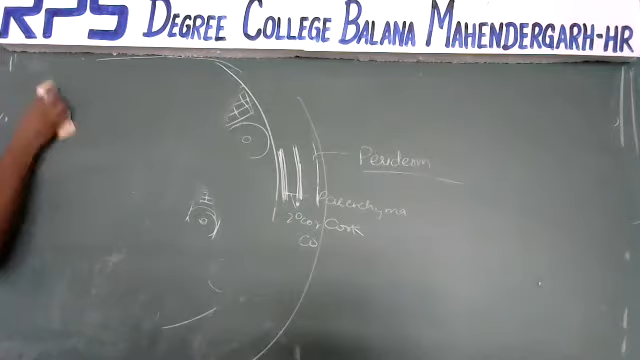 RPS DEGREE COLLEGE BALANA MAHENDERGARH-HR
Periderm
Parenchyma
2° cor Cork
Co